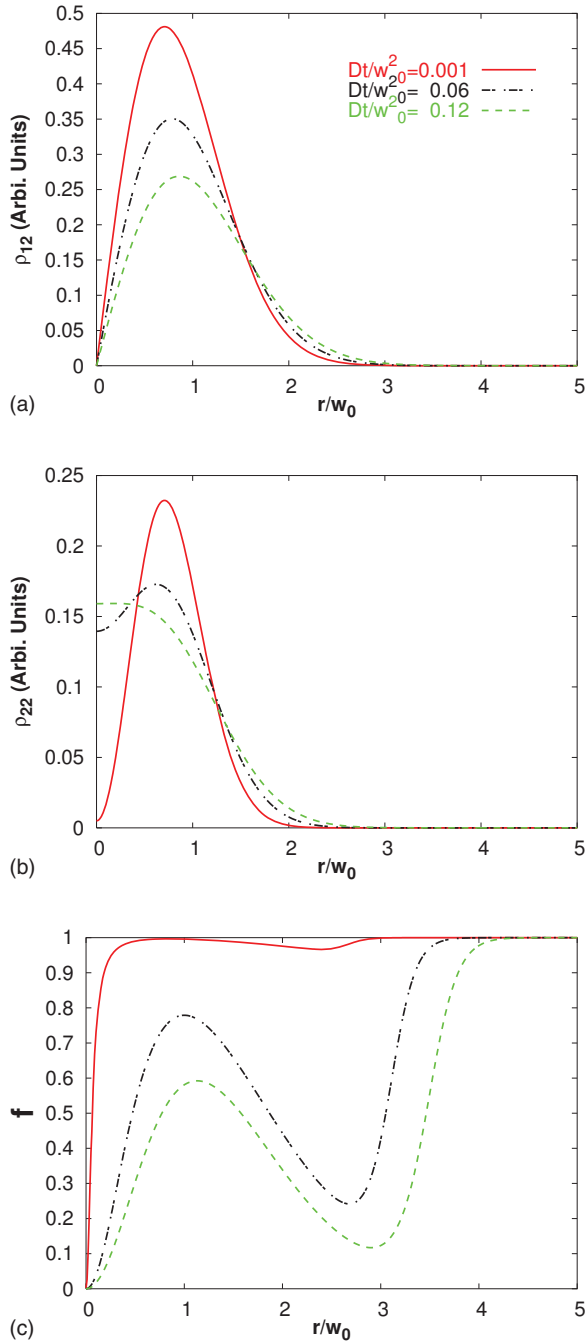 0.5
0.45
0.4
0.35
0.3
0.25
0.2
0.15
0.1
0.05
0
ρ12 (Arbi. Units)
Dt/w20=0.001
Dt/w20= 0.06
Dt/w20= 0.12
0 1 2 3 4 5
r/w0
(a)
0.25
0.2
0.15
0.1
0.05
0
ρ22 (Arbi. Units)
0 1 2 3 4 5
r/w0
(b)
1
0.9
0.8
0.7
0.6
0.5
0.4
0.3
0.2
0.1
0
f
0 1 2 3 4 5
r/w0
(c)